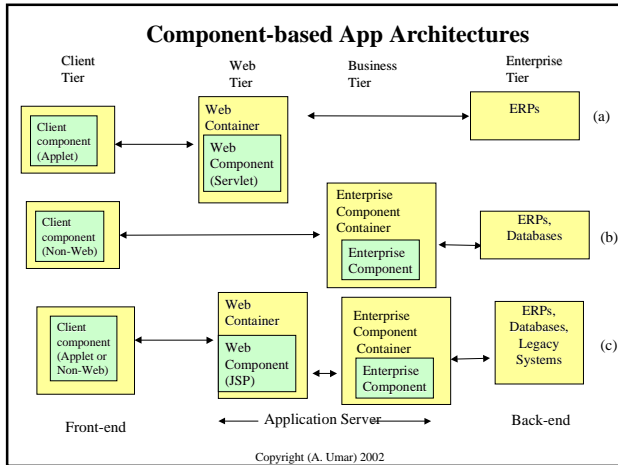 Component-based App Architectures
Client
Tier
Web
Tier
Business
Tier
Enterprise
Tier
Client
component
(Applet)
Web
Container
Web
Component
(Servlet)
ERPs
(a)
Client
component
(Non-Web)
Enterprise
Component
Container
Enterprise
Component
ERPs,
Databases
(b)
Client
component
(Applet or
Non-Web)
Web
Container
Web
Component
(JSP)
Enterprise
Component
Container
Enterprise
Component
ERPs,
Databases,
Legacy
Systems
(c)
Front-end
Application Server
Back-end
Copyright (A. Umar) 2002